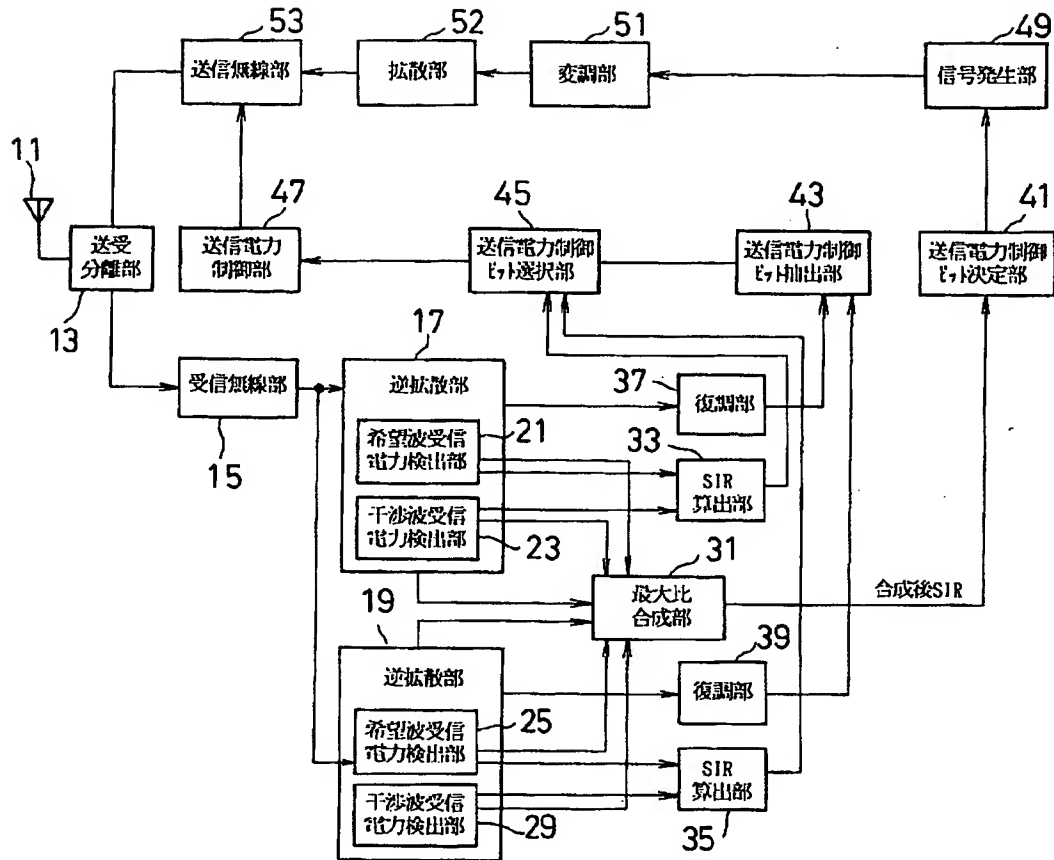 53
52
51
49
送信無線部
拡散部
変調部
信号発生部
11
47
45
43
41
送受
分離部
送信電力
制御部
送信電力制御
ビット選択部
送信電力制御
ビット抽出部
送信電力制御
ビット決定部
13
17
受信無線部
逆拡散部
37
復調部
15
希望波受信
電力検出部
21
33
SIR
算出部
干渉波受信
電力検出部
23
31
最大比
合成部
合成後SIR
19
39
逆拡散部
復調部
希望波受信
電力検出部
25
SIR
算出部
干渉波受信
電力検出部
29
35